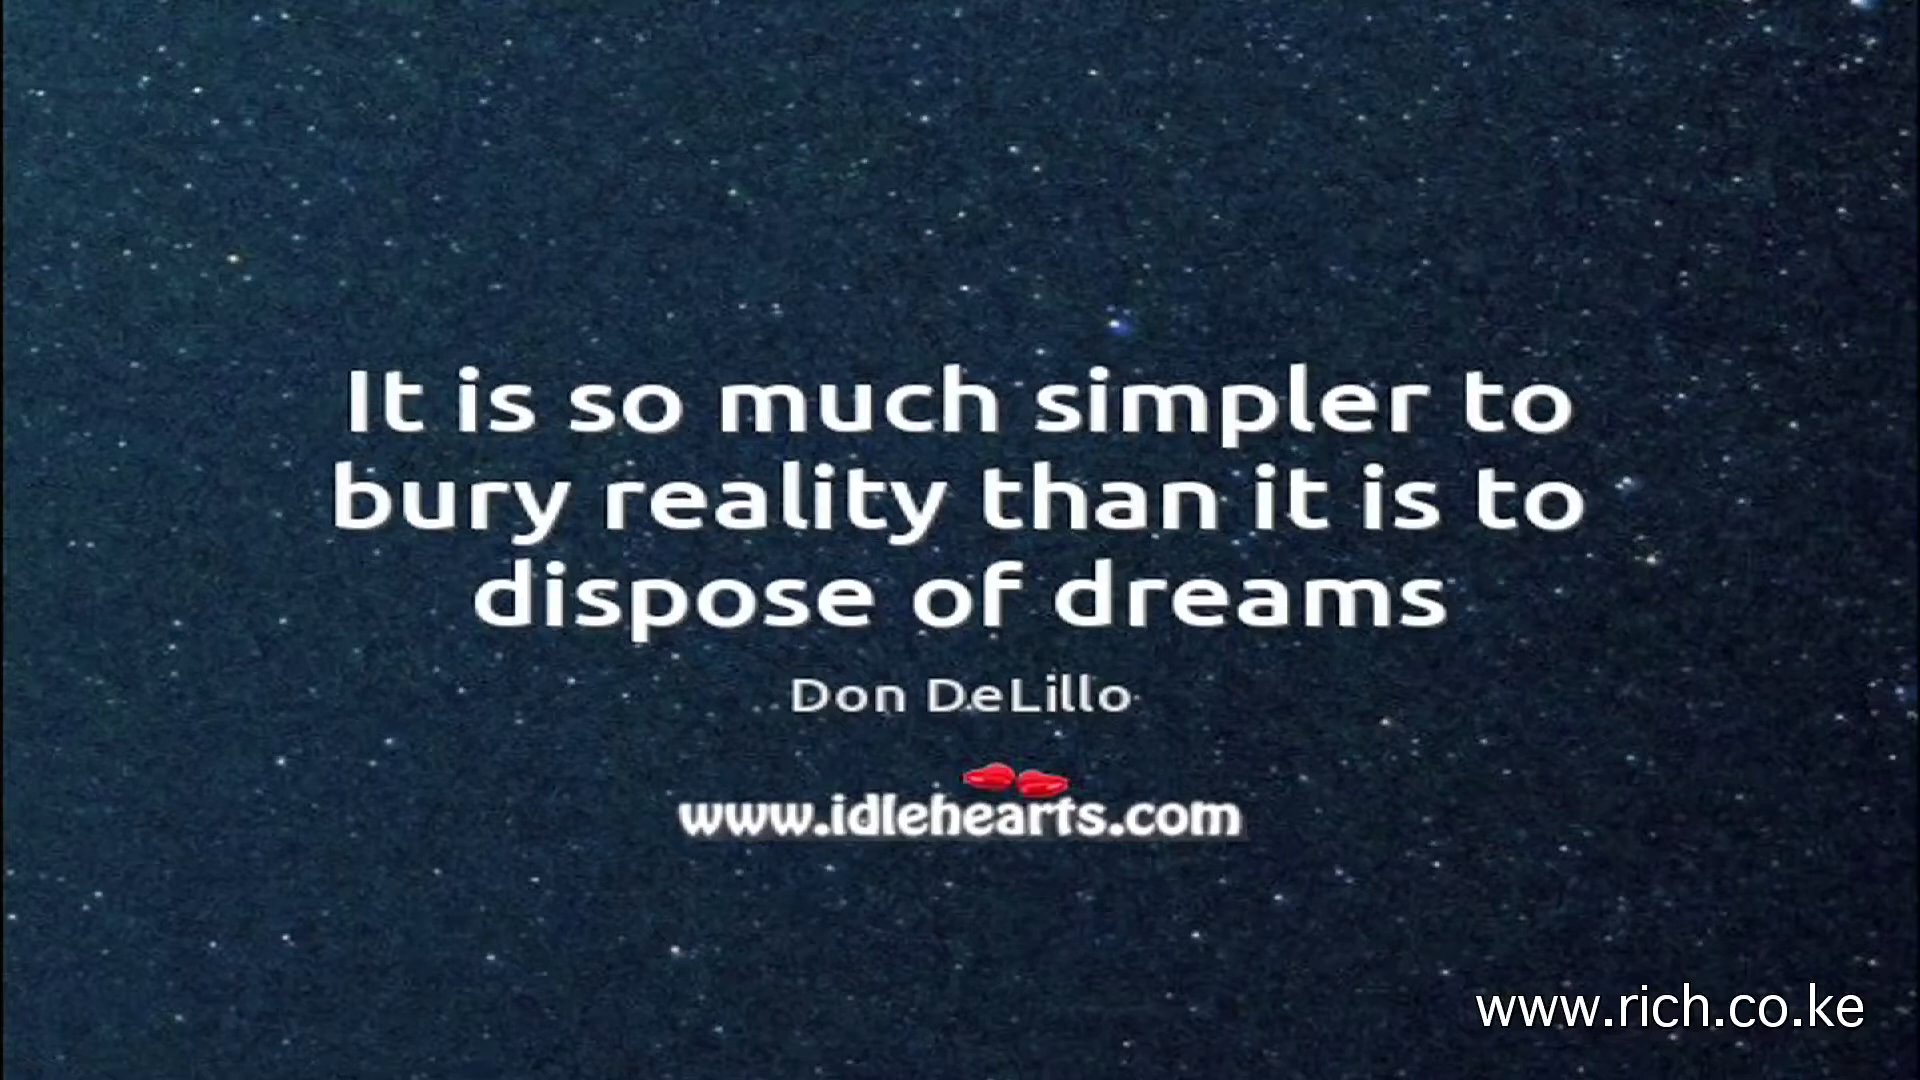 It is so much simpler to
bury reality than it is to
dispose of dreams
Don DeLillo
www.idlehearts.com
www.rich.co.ke